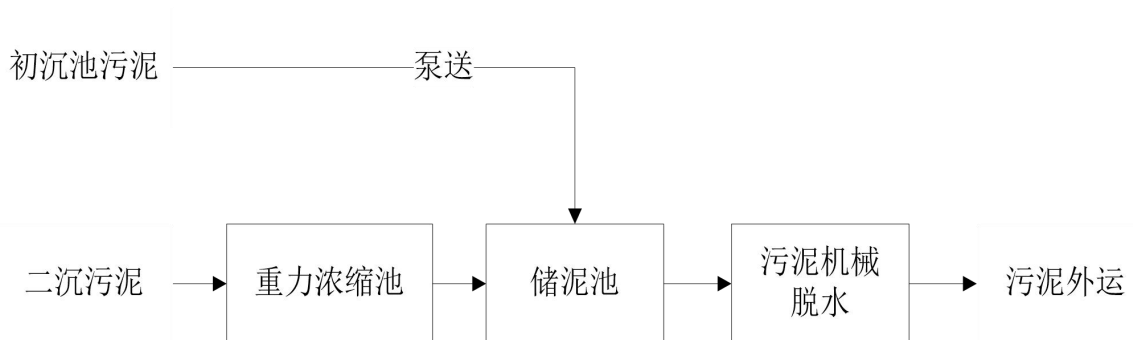 初沉池污泥
泵送
二沉污泥
重力浓缩池
储泥池
污泥机械
脱水
污泥外运